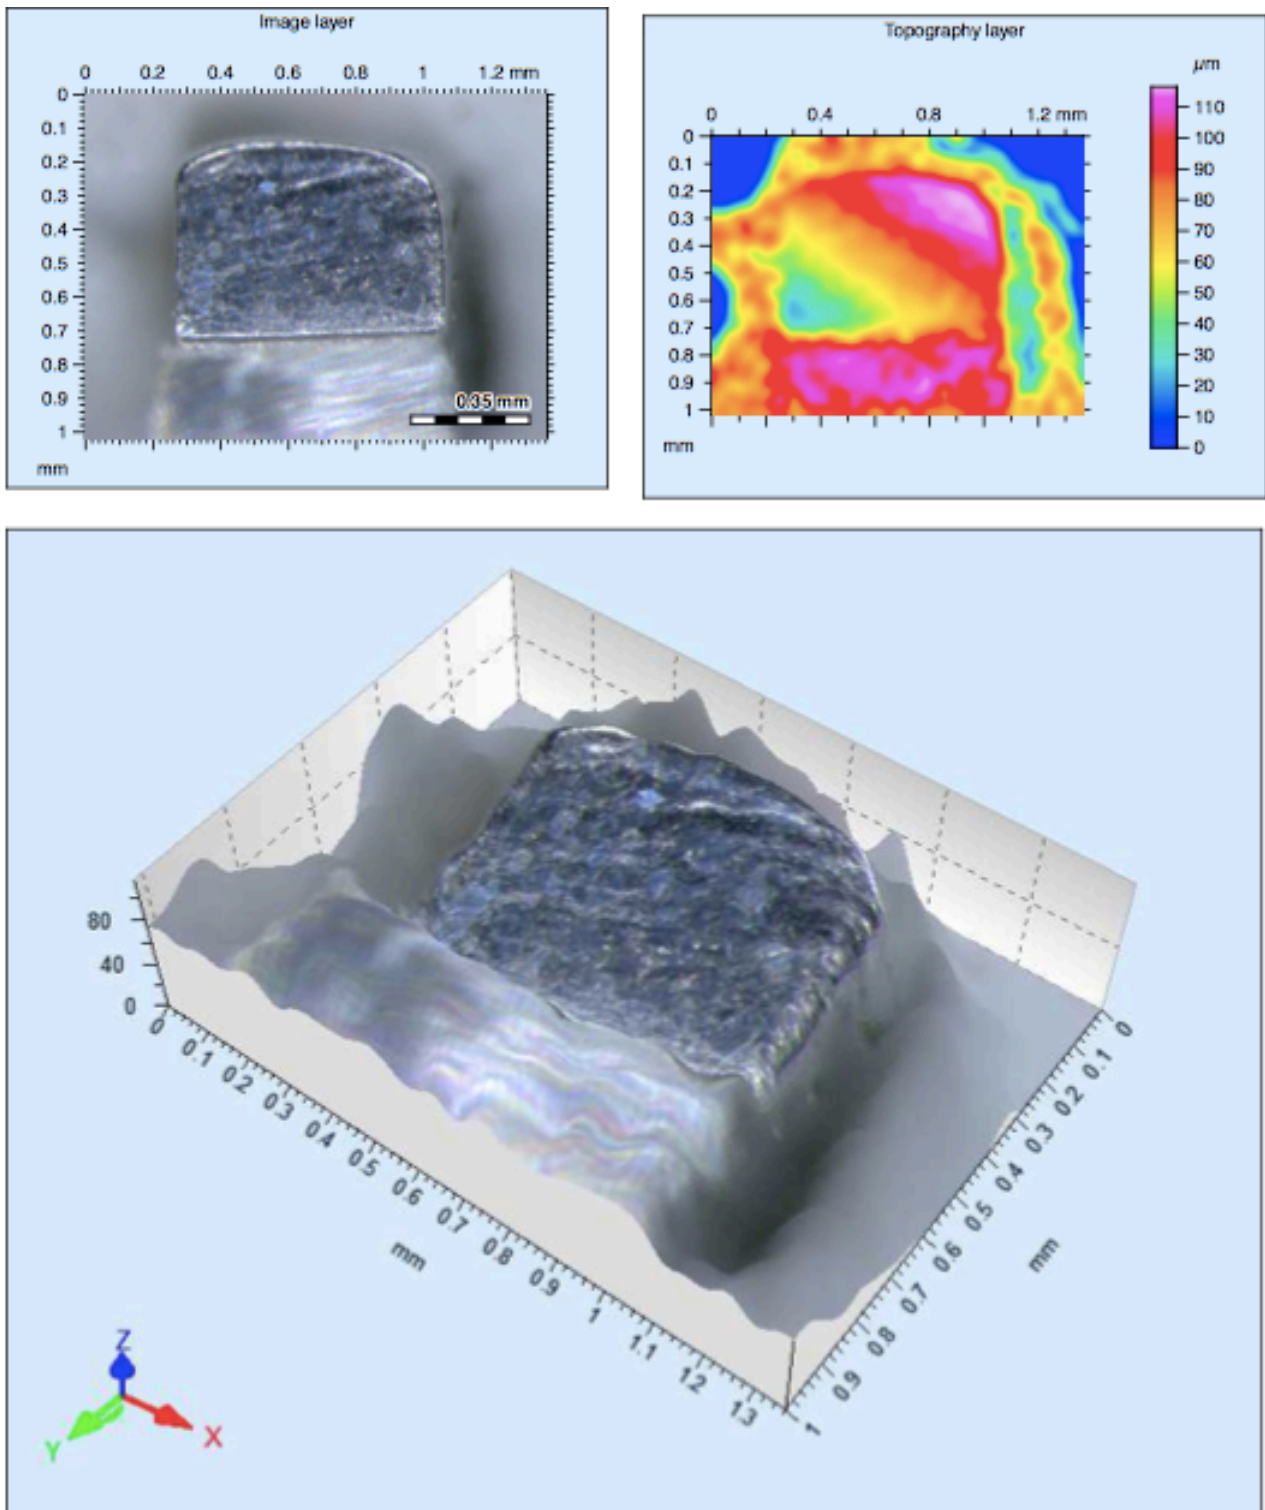 Image layer
0 0.2 0.4 0.6 0.8 1 1.2 mm
0
0.1
0.2
0.3
0.4
0.5
0.6
0.7
0.8
0.9
1
mm
0.35 mm
Topography layer
µm
0 0.4 0.8 1.2 mm
0
0.1
0.2
0.3
0.4
0.5
0.6
0.7
0.8
0.9
1
mm
110
100
90
80
70
60
50
40
30
20
10
0
80
40
0
0 0.1 0.2 0.3 0.4 0.5 0.6 0.7 0.8 0.9 1 1.1 1.2 1.3
mm
0 0.1 0.2 0.3 0.4 0.5 0.6 0.7 0.8 0.9 1
mm
Z
Y
X